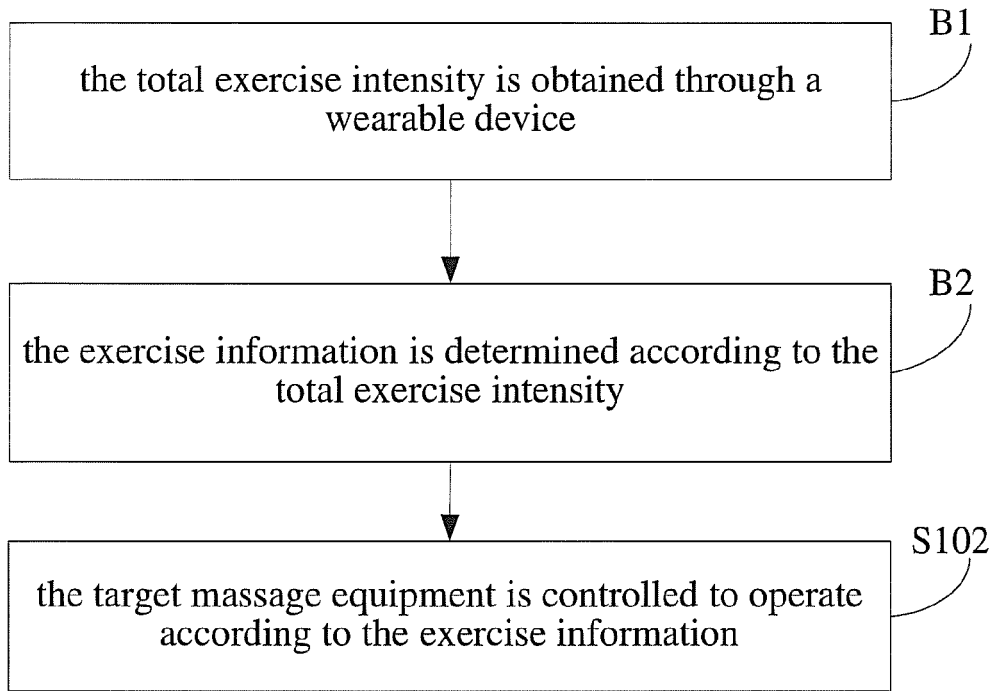 B1
the total exercise intensity is obtained through a
wearable device
B2
the exercise information is determined according to the
total exercise intensity
S102
the target massage equipment is controlled to operate
according to the exercise information